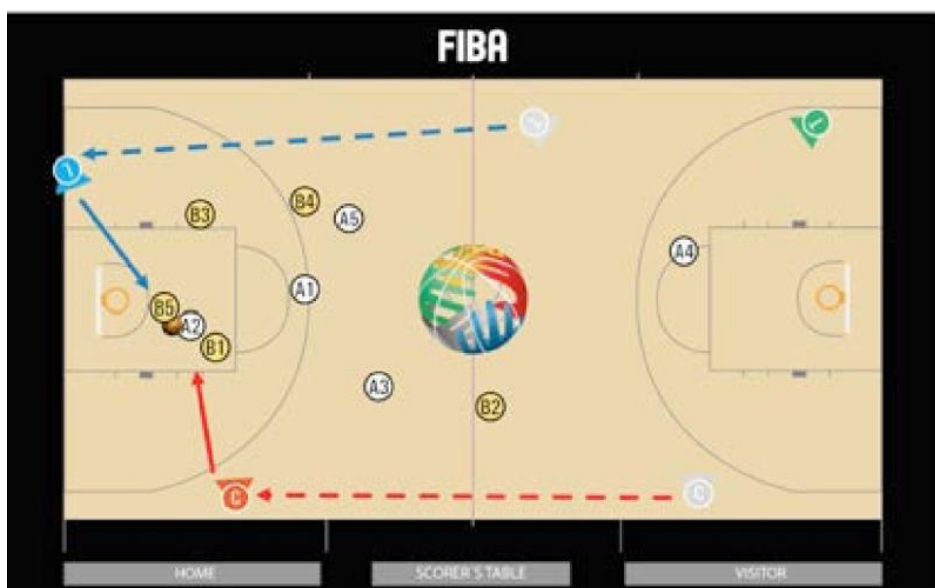 FIBA
B3
B4
A5
A4
A1
B5
A2
B1
A3
B2
C
C
HOME
SCORER'S TABLE
VISITOR